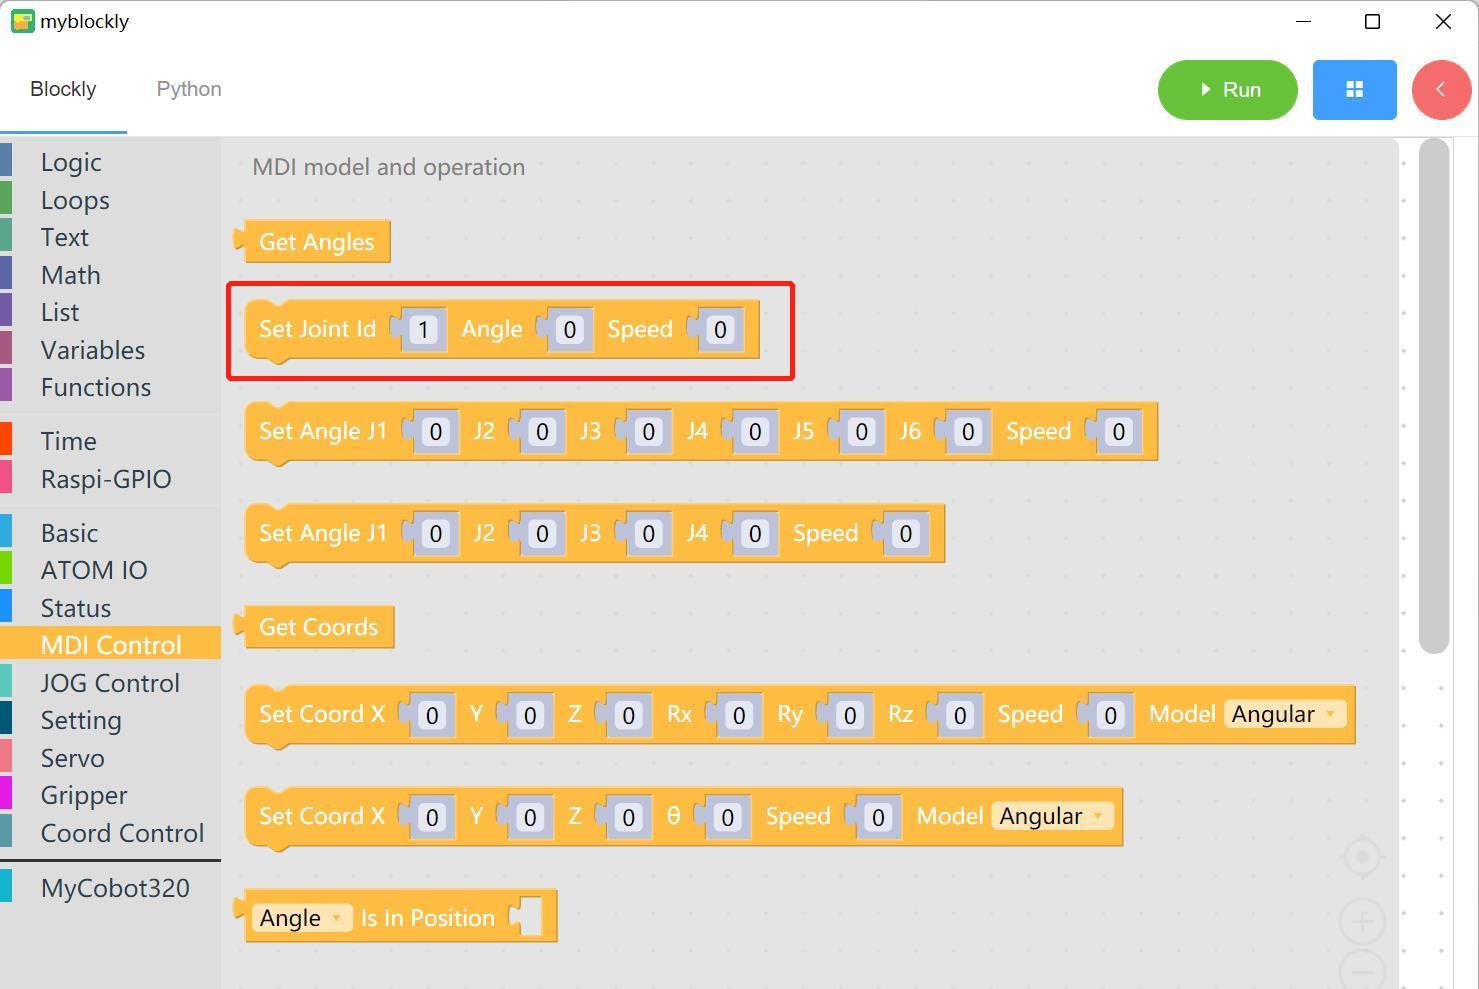 myblockly
Blockly Python Run
Logic
Loops
Text
Math
List
Variables
Functions
Time
Raspi-GPIO
Basic
ATOM IO
Status
MDI Control
JOG Control
Setting
Servo
Gripper
Coord Control
MyCobot320
MDI model and operation
Get Angles
Set Joint Id 1 Angle 0 Speed 0
Set Angle J1 0 J2 0 J3 0 J4 0 J5 0 J6 0 Speed 0
Set Angle J1 0 J2 0 J3 0 J4 0 Speed 0
Get Coords
Set Coord X 0 Y 0 Z 0 Rx 0 Ry 0 Rz 0 Speed 0 Model Angular
Set Coord X 0 Y 0 Z 0 θ 0 Speed 0 Model Angular
Angle Is In Position